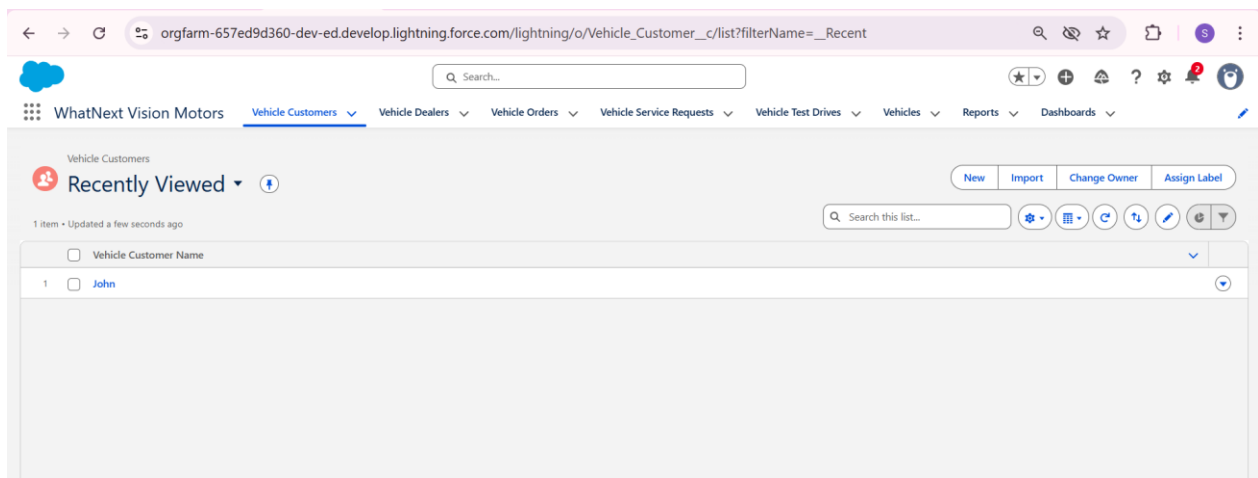 orgfarm-657ed9d360-dev-ed.develop.lightning.force.com/lightning/o/Vehicle_Customer__c/list?filterName=__Recent
S
Search...
2
WhatNext Vision Motors Vehicle Customers Vehicle Dealers Vehicle Orders Vehicle Service Requests Vehicle Test Drives Vehicles Reports Dashboards
Vehicle Customers
Recently Viewed
New Import Change Owner Assign Label
1 item • Updated a few seconds ago
Search this list...
Vehicle Customer Name
1 John